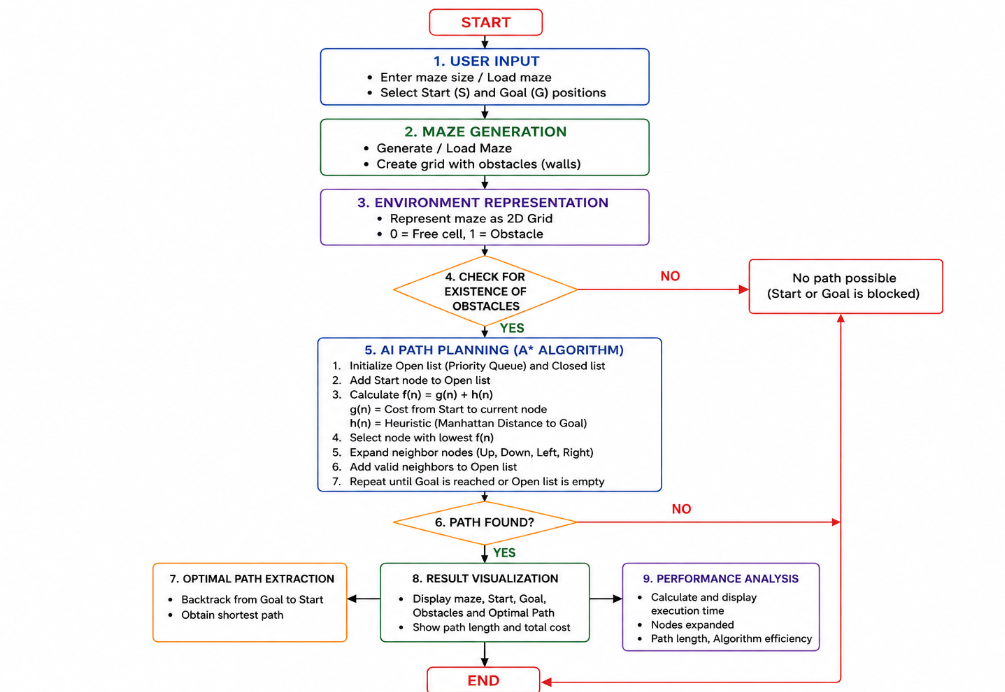 START
1. USER INPUT
• Enter maze size / Load maze
• Select Start (S) and Goal (G) positions
2. MAZE GENERATION
• Generate / Load Maze
• Create grid with obstacles (walls)
3. ENVIRONMENT REPRESENTATION
• Represent maze as 2D Grid
• 0 = Free cell, 1 = Obstacle
4. CHECK FOR
EXISTENCE OF
OBSTACLES
NO
No path possible
(Start or Goal is blocked)
YES
5. AI PATH PLANNING (A* ALGORITHM)
1. Initialize Open list (Priority Queue) and Closed list
2. Add Start node to Open list
3. Calculate f(n) = g(n) + h(n)
g(n) = Cost from Start to current node
h(n) = Heuristic (Manhattan Distance to Goal)
4. Select node with lowest f(n)
5. Expand neighbor nodes (Up, Down, Left, Right)
6. Add valid neighbors to Open list
7. Repeat until Goal is reached or Open list is empty
6. PATH FOUND?
NO
YES
7. OPTIMAL PATH EXTRACTION
• Backtrack from Goal to Start
• Obtain shortest path
8. RESULT VISUALIZATION
• Display maze, Start, Goal,
Obstacles and Optimal Path
• Show path length and total cost
9. PERFORMANCE ANALYSIS
• Calculate and display
execution time
• Nodes expanded
• Path length, Algorithm efficiency
END